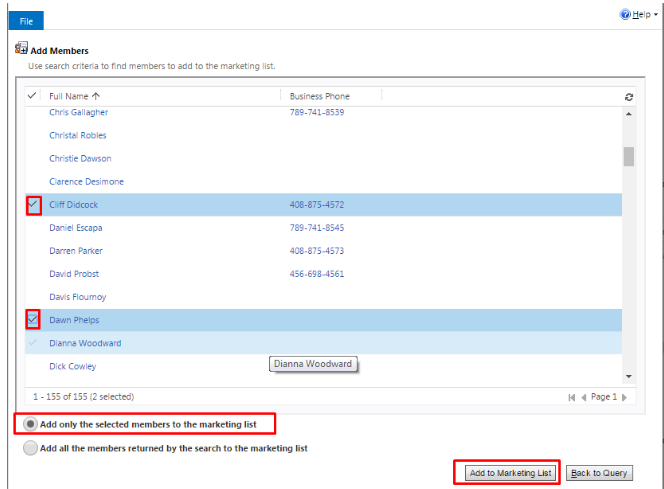 Help
File
Add Members
Use search criteria to find members to add to the marketing list.
Full Name Business Phone
Chris Gallagher 789-741-8539
Christal Robles
Christie Dawson
Clarence Desimone
Cliff Didcock 408-875-4572
Daniel Escapa 789-741-8545
Darren Parker 408-875-4573
David Probst 456-698-4561
Davis Flournoy
Dawn Phelps
Dianna Woodward
Dianna Woodward
Dick Cowley
1 - 155 of 155 (2 selected) Page 1
Add only the selected members to the marketing list
Add all the members returned by the search to the marketing list
Add to Marketing List Back to Query